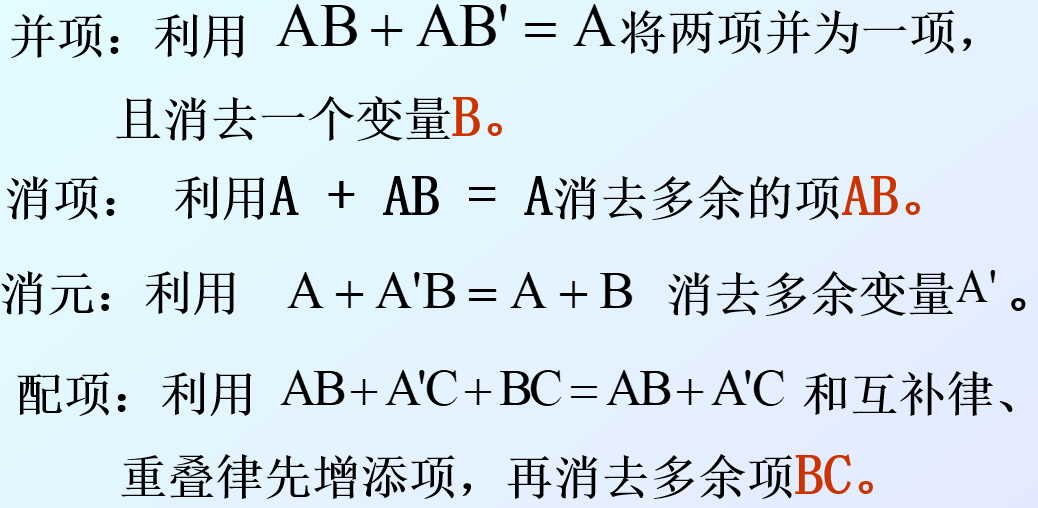 并项：利用 AB + AB' = A将两项并为一项，
且消去一个变量B。
消项： 利用A + AB = A消去多余的项AB。
消元：利用 A + A'B = A + B 消去多余变量A'。
配项：利用 AB+A'C+BC=AB+A'C 和互补律、
重叠律先增添项，再消去多余项BC。